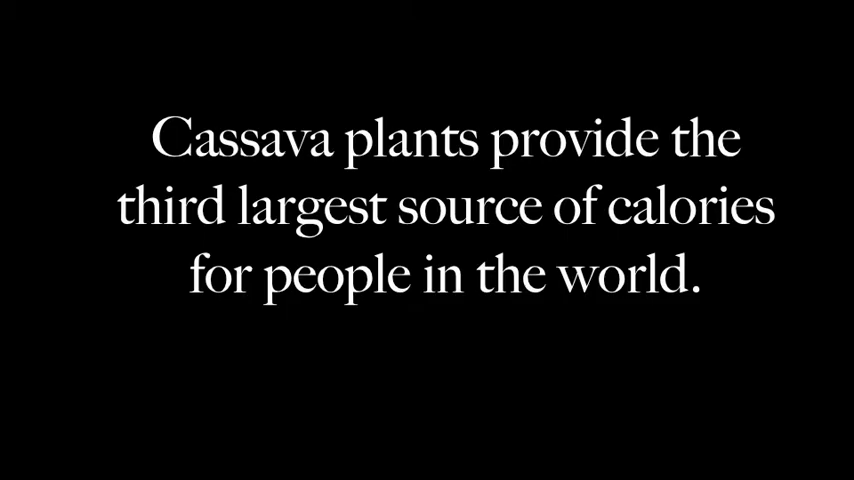 Cassava plants provide the
third largest source of calories
for people in the world.